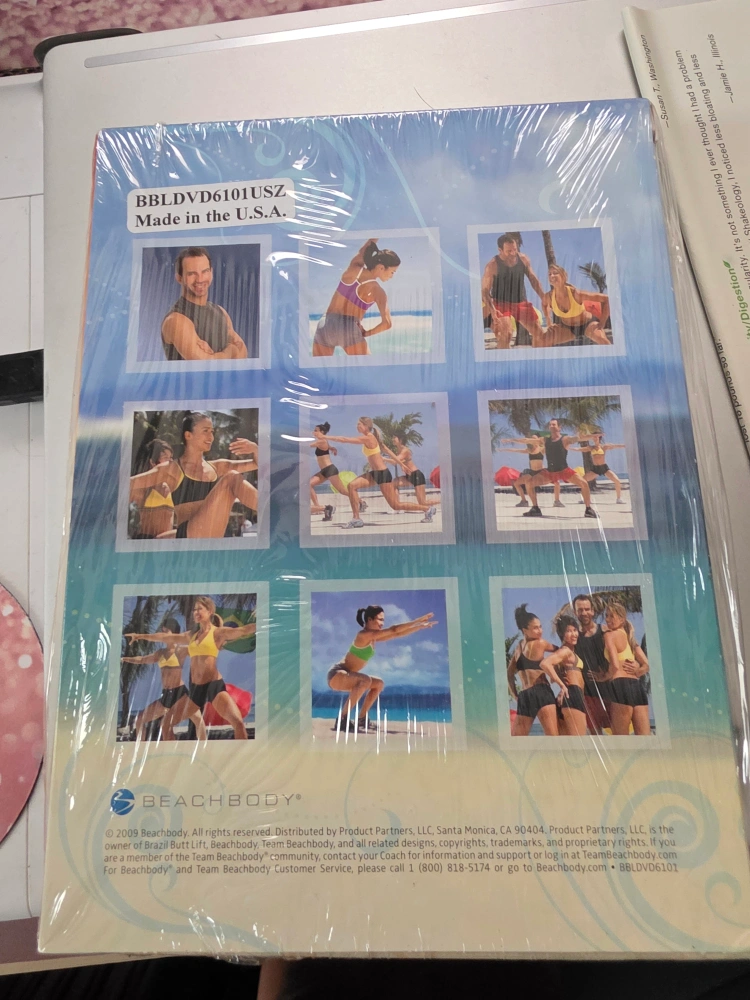 BBLDVD6101USZ
Made in the U.S.A.
BEACHBODY®
© 2009 Beachbody. All rights reserved. Distributed by Product Partners, LLC, Santa Monica, CA 90404. Product Partners, LLC, is the
owner of Brazil Butt Lift, Beachbody, Team Beachbody, and all related designs, copyrights, trademarks, and proprietary rights. If you
are a member of the Team Beachbody® community, contact your Coach for information and support or log in at TeamBeachbody.com
For Beachbody® and Team Beachbody Customer Service, please call 1 (800) 818-5174 or go to Beachbody.com • BBLDVD6101
—Susan T., Washington
/Digestion
It's not something I ever thought I had a problem
Shakeology, I noticed less bloating and less
—Jamie H., Illinois